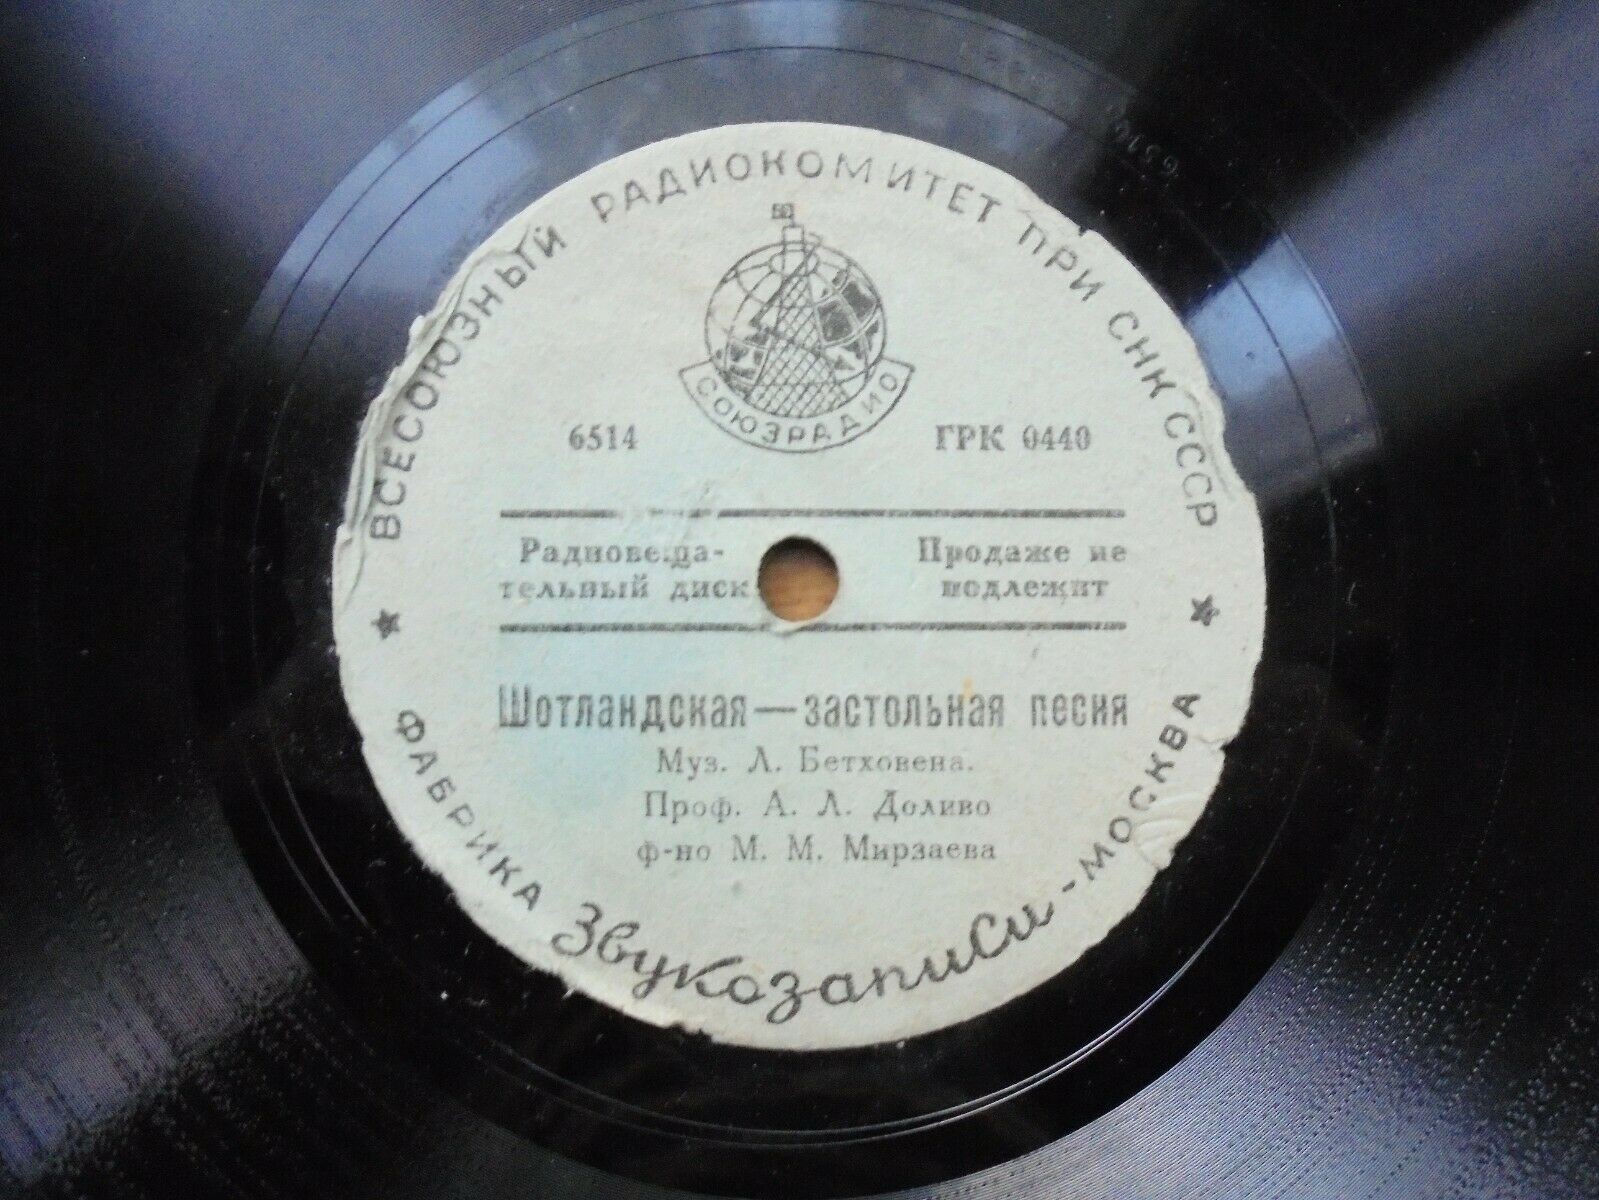 ВСЕСОЮЗНЫЙ РАДИОКОМИТЕТ ПРИ СНК СССР
СОЮЗРАДИО
6514 ГРК 0440
Радиовеща- Продаже не
тельный диск. подлежит
Шотландская — застольная песня
Муз. Л. Бетховена.
Проф. А. Л. Доливо
ф-но М. М. Мирзаева
ФАБРИКА Звукозаписи - МОСКВА